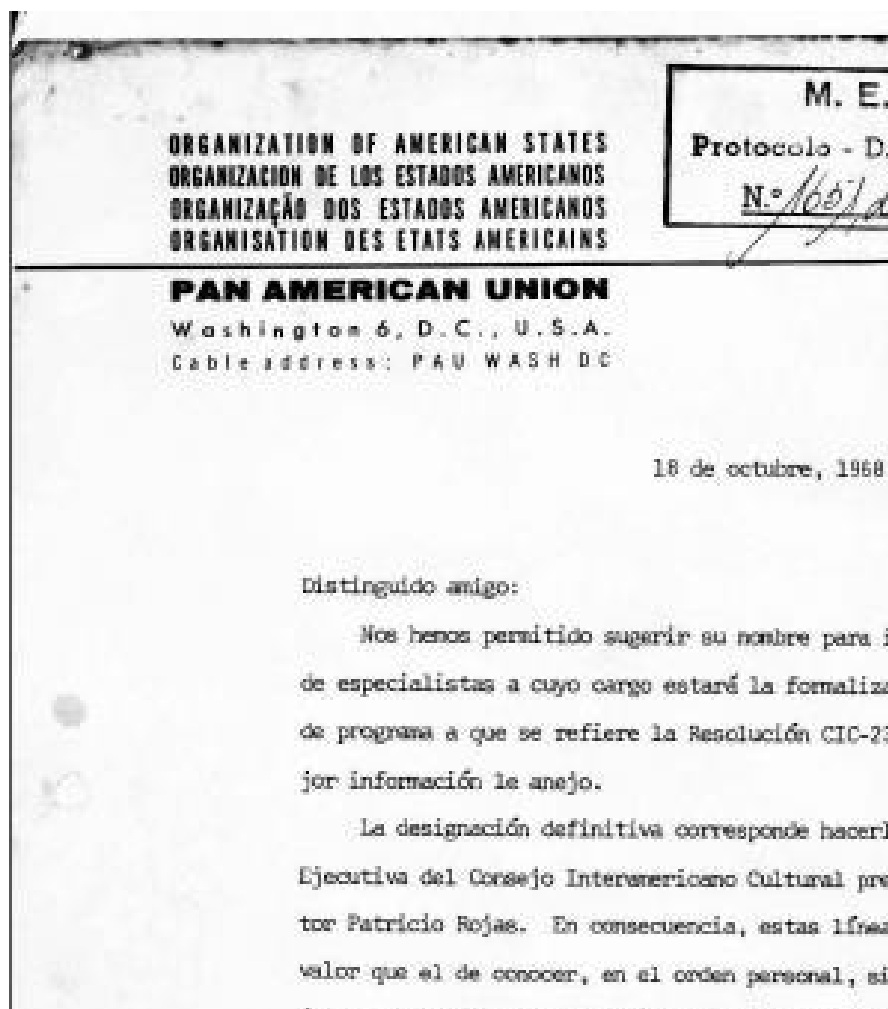 M. E.
Protocolo - D.
N.º 1651
ORGANIZATION OF AMERICAN STATES
ORGANIZACION DE LOS ESTADOS AMERICANOS
ORGANIZAÇÃO DOS ESTADOS AMERICANOS
ORGANISATION DES ETATS AMERICAINS
PAN AMERICAN UNION
Washington 6, D.C., U.S.A.
Cable address: PAU WASH DC
18 de octubre, 1968
Distinguido amigo:
Nos hemos permitido sugerir su nombre para
de especialistas a cuyo cargo estará la
de programa a que se refiere la Resolución CIC-23
jor información le anejo.
La designación definitiva corresponde
Ejecutiva del Consejo Interamericano Cultural
tor Patricio Rojas. En consecuencia, estas
valor que el de conocer, en el orden personal,